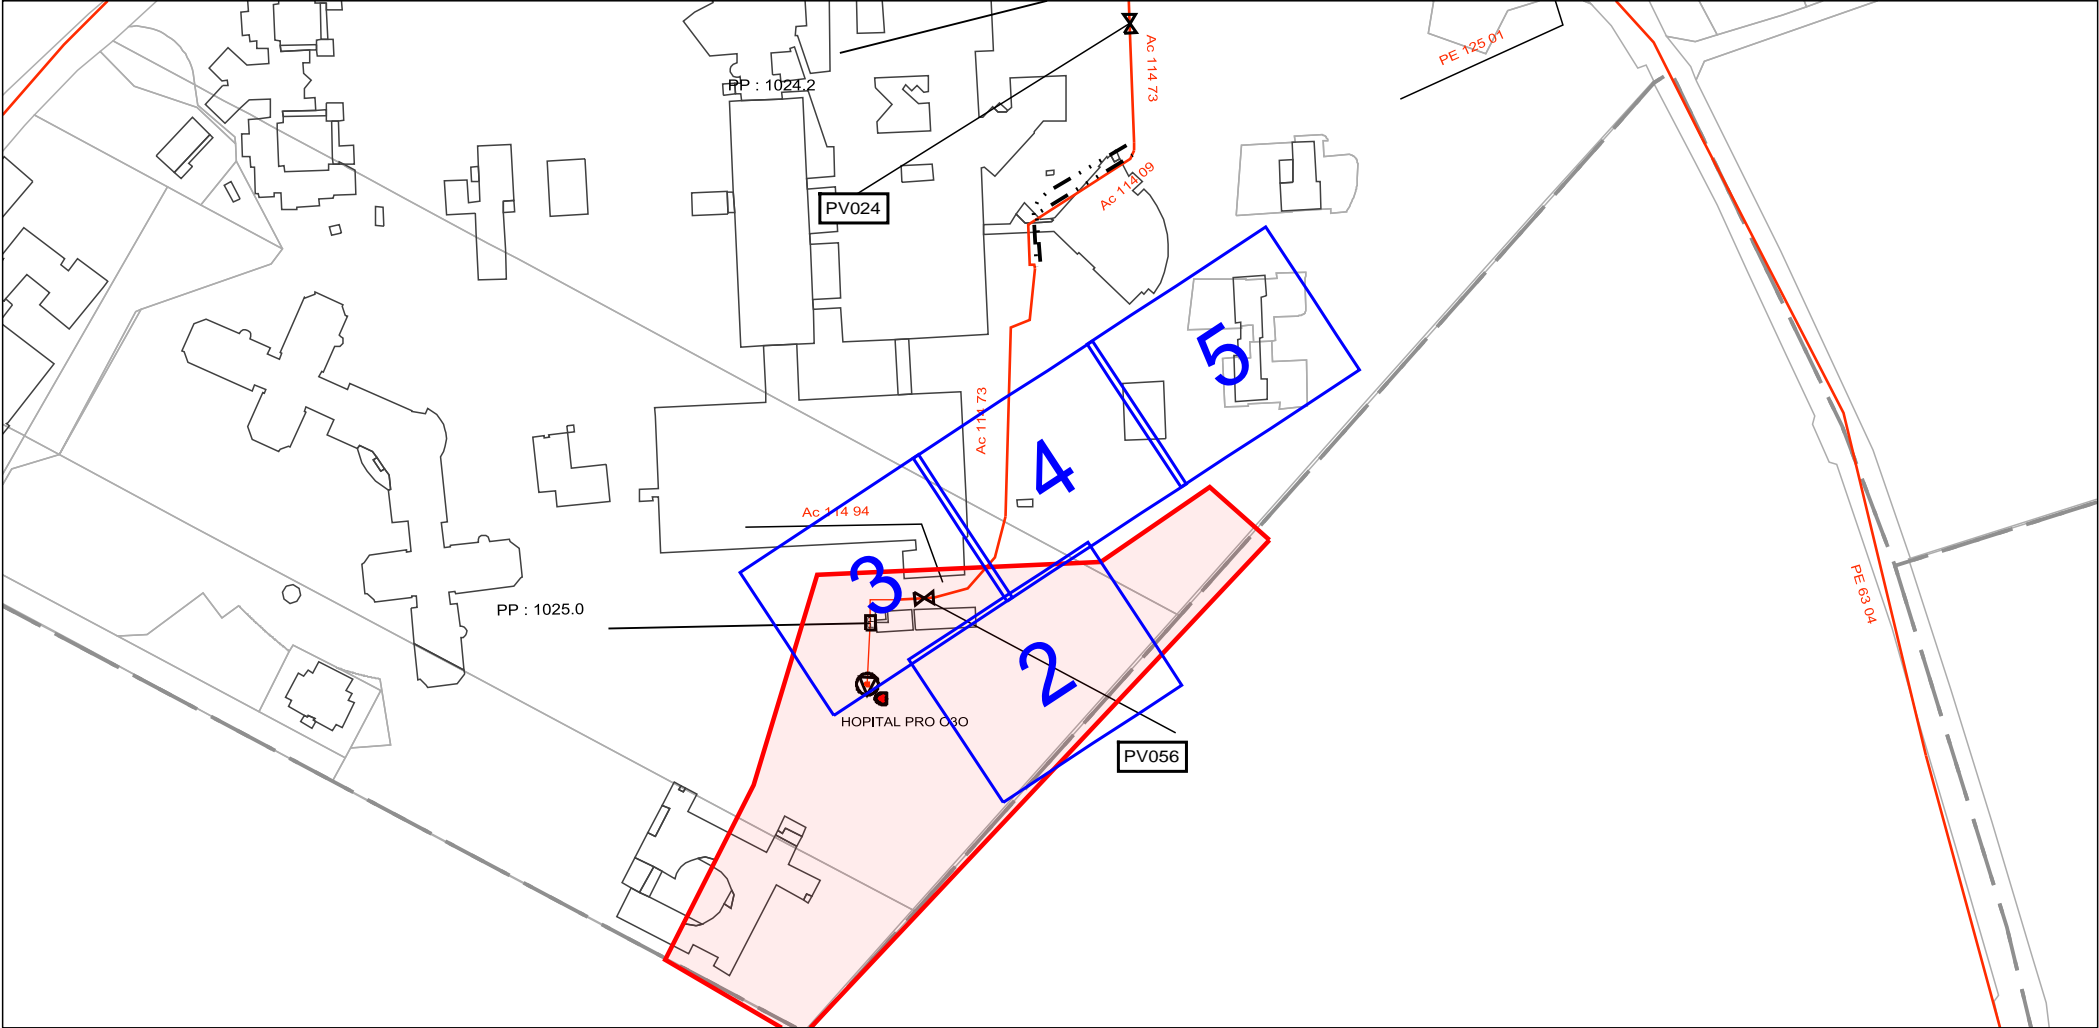 PE 125 01
Ac 114 73
PP : 1024.2
Ac 114 09
PV024
5
Ac 114 73
4
Ac 114 94
3
PP : 1025.0
PE 63 04
2
HOPITAL PRO O3O
PV056